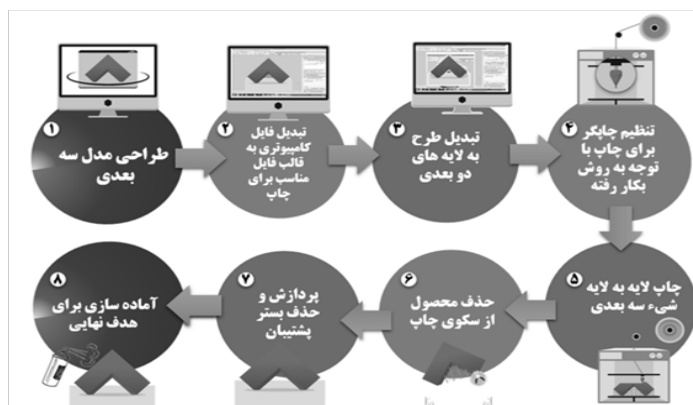 ۱
طراحی مدل سه
بعدی
۲
تبدیل فایل
کامپیوتری به
قالب فایل
مناسب برای
چاپ
۳
تبدیل طرح
به لایه های
دو بعدی
۴
تنظیم چاپگر
برای چاپ با
توجه به روش
بکار رفته
۵
چاپ لایه به لایه
شیء سه بعدی
۶
حذف محصول
از سکوی چاپ
۷
پردازش و
حذف بستر
پشتیبان
۸
آماده سازی برای
هدف نهایی